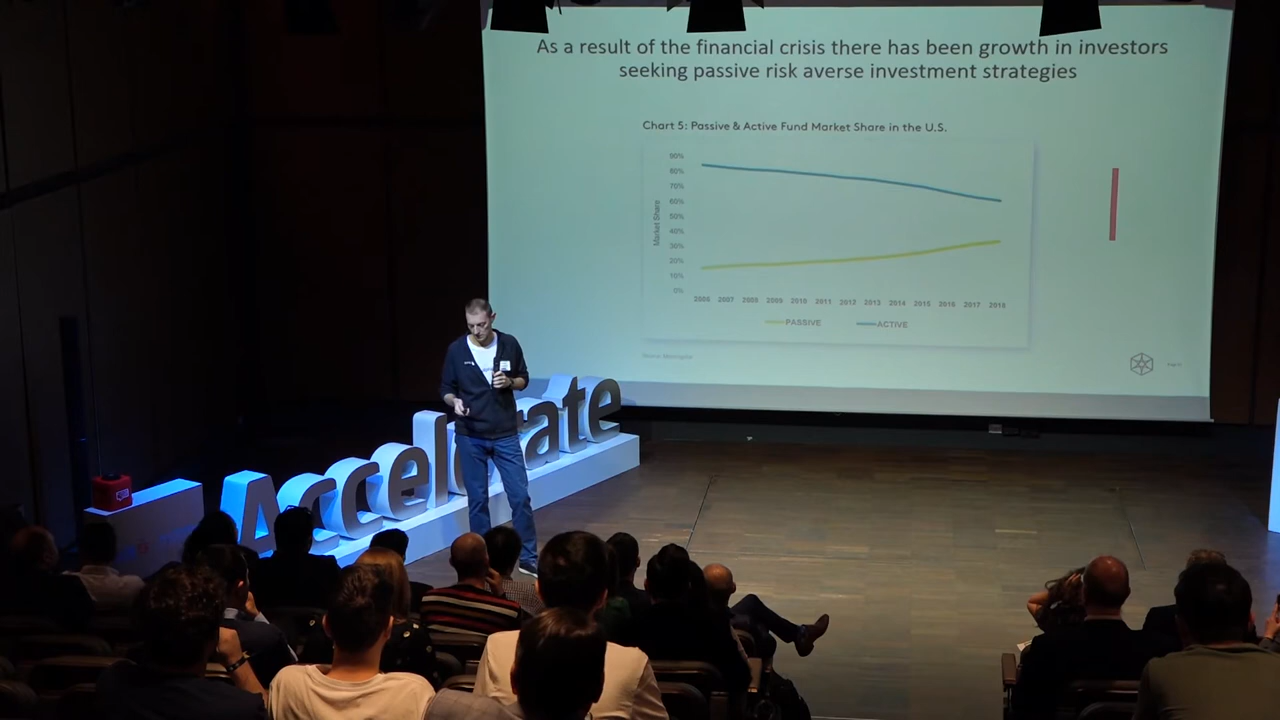 As a result of the financial crisis there has been growth in investors
seeking passive risk averse investment strategies
Chart 5: Passive & Active Fund Market Share in the U.S.
90%
80%
70%
60%
50%
40%
30%
20%
10%
0%
Market Share
2006 2007 2008 2009 2010 2011 2012 2013 2014 2015 2016 2017 2018
PASSIVE ACTIVE